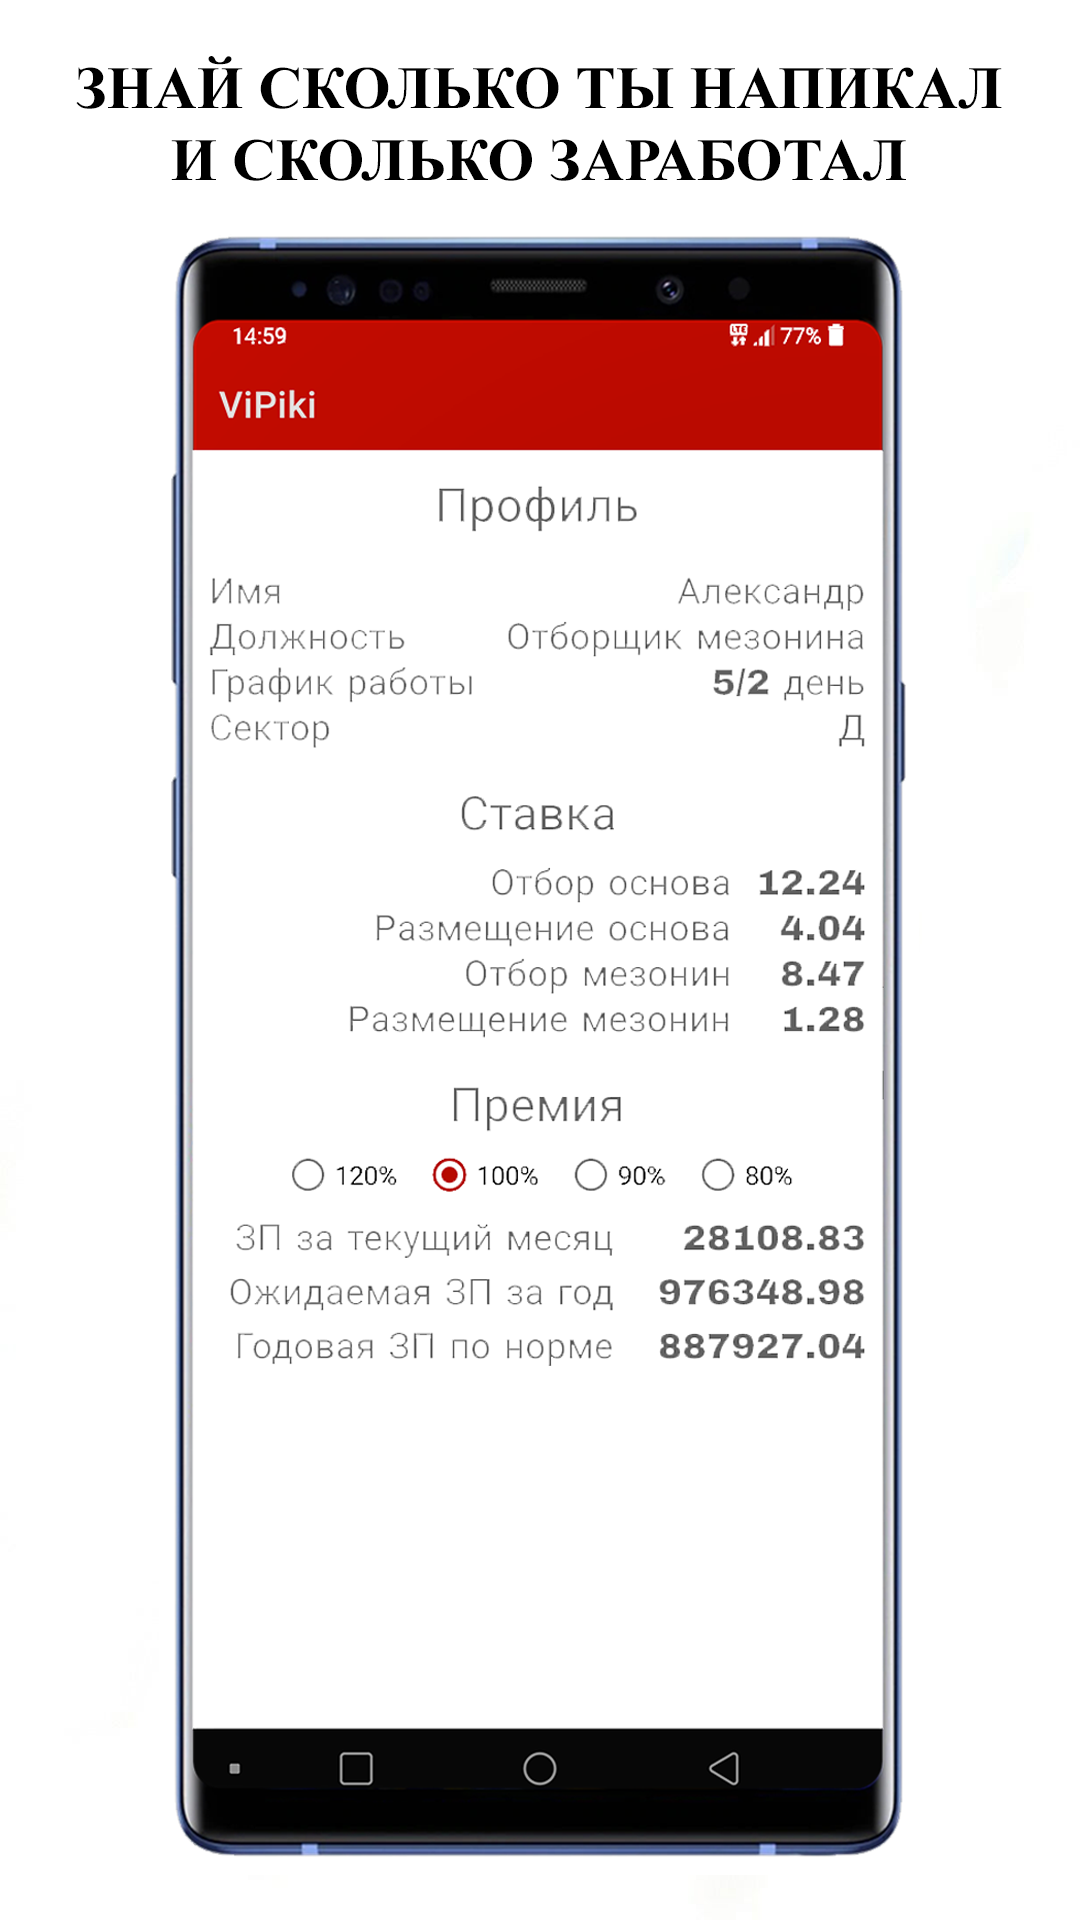 ЗНАЙ СКОЛЬКО ТЫ НАПИКАЛ
И СКОЛЬКО ЗАРАБОТАЛ
14:59 LTE 77%
ViPiki
Профиль
Имя Александр
Должность Отборщик мезонина
График работы 5/2 день
Сектор Д
Ставка
Отбор основа 12.24
Размещение основа 4.04
Отбор мезонин 8.47
Размещение мезонин 1.28
Премия
120% 100% 90% 80%
ЗП за текущий месяц 28108.83
Ожидаемая ЗП за год 976348.98
Годовая ЗП по норме 887927.04